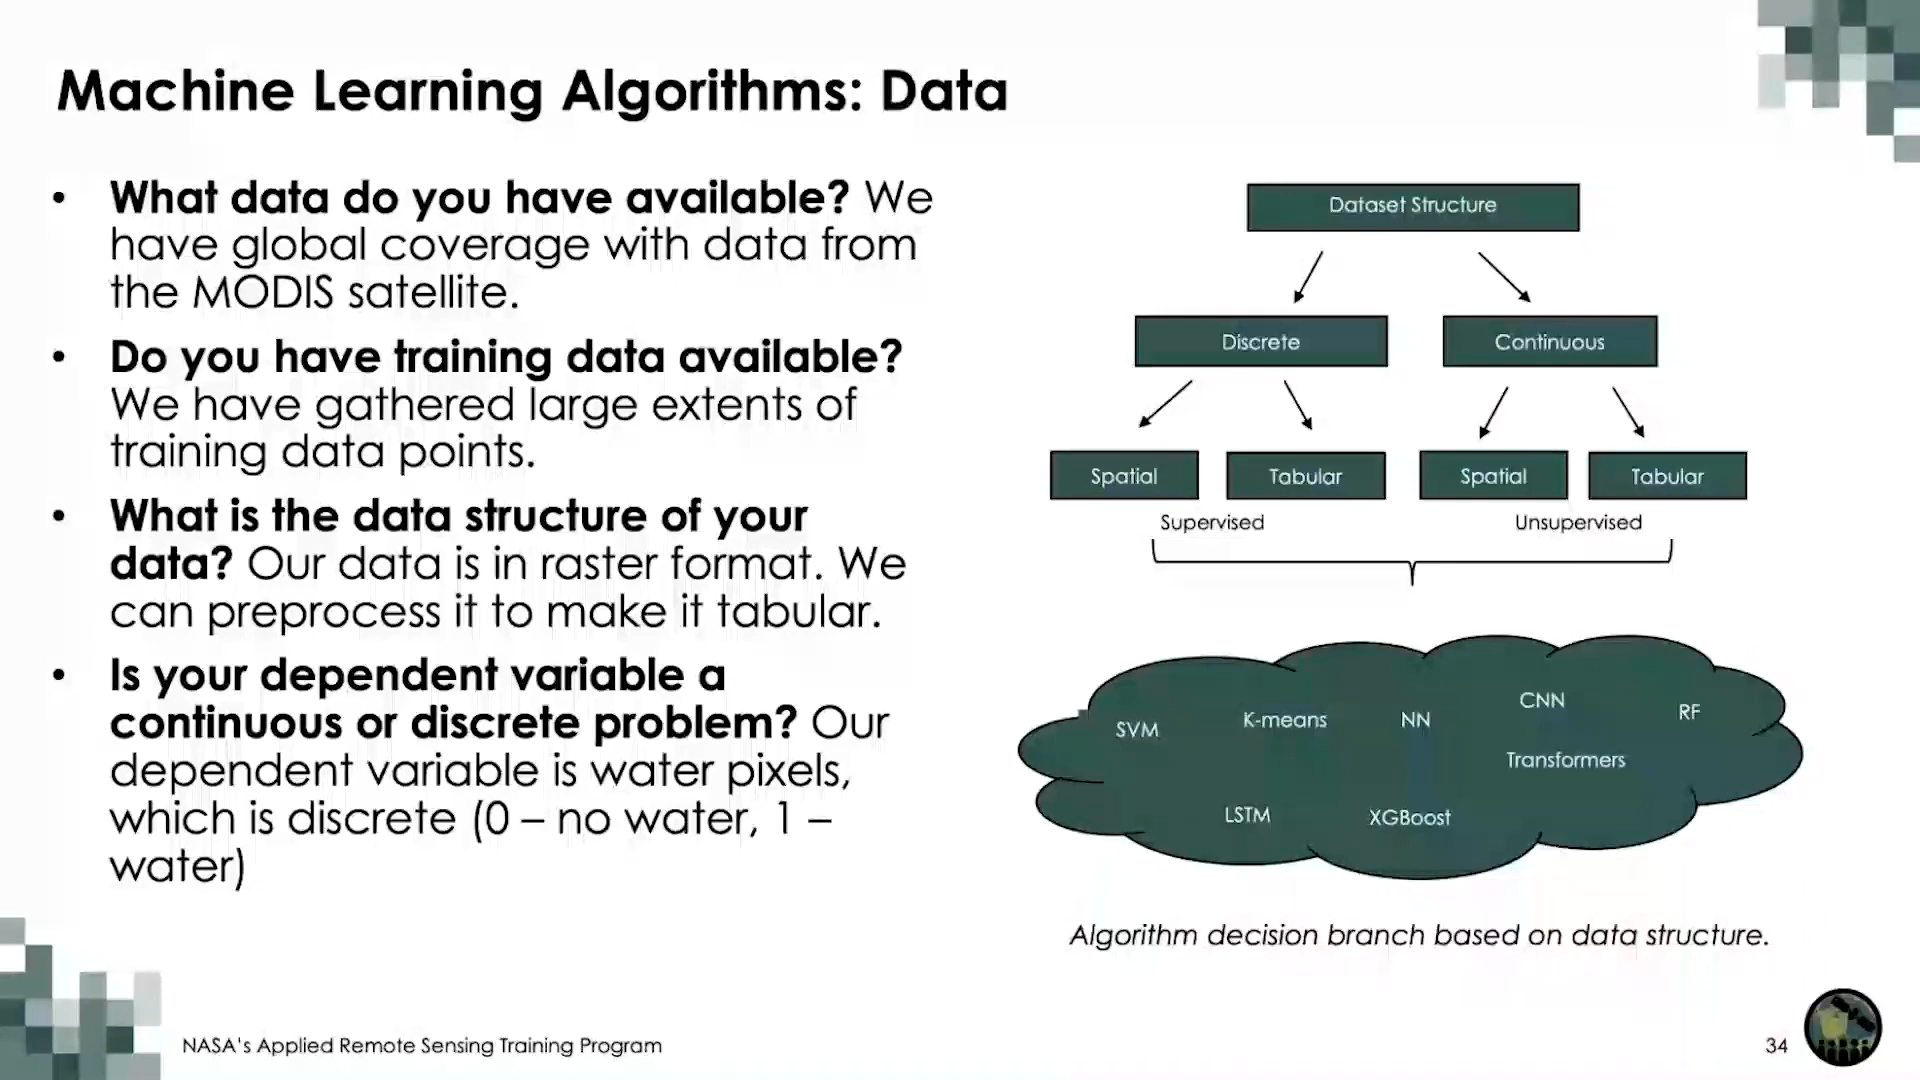 Machine Learning Algorithms: Data
• What data do you have available? We
have global coverage with data from
the MODIS satellite.
• Do you have training data available?
We have gathered large extents of
training data points.
• What is the data structure of your
data? Our data is in raster format. We
can preprocess it to make it tabular.
• Is your dependent variable a
continuous or discrete problem? Our
dependent variable is water pixels,
which is discrete (0 – no water, 1 –
water)
Dataset Structure
Discrete
Continuous
Spatial
Tabular
Spatial
Tabular
Supervised
Unsupervised
SVM
K-means
NN
CNN
RF
Transformers
LSTM
XGBoost
Algorithm decision branch based on data structure.
NASA's Applied Remote Sensing Training Program
34